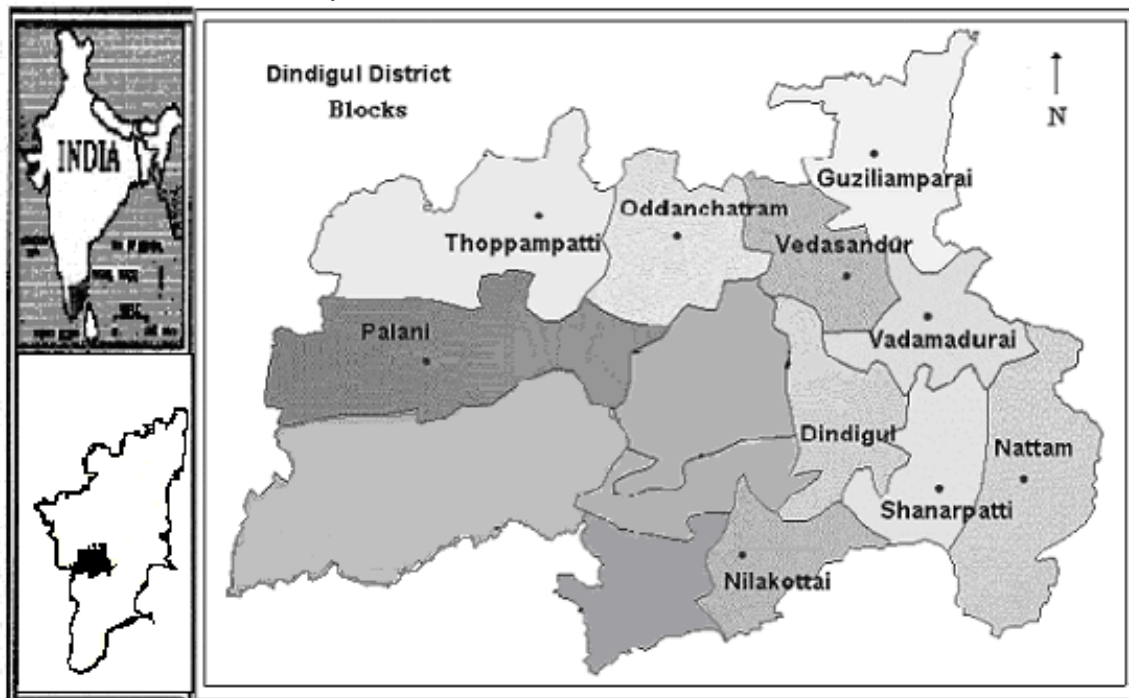 INDIA
Dindigul District
Blocks
N
Guziliamparai
Oddanchatram
Thoppampatti
Vedasandur
Palani
Vadamadurai
Dindigul
Nattam
Shanarpatti
Nilakottai